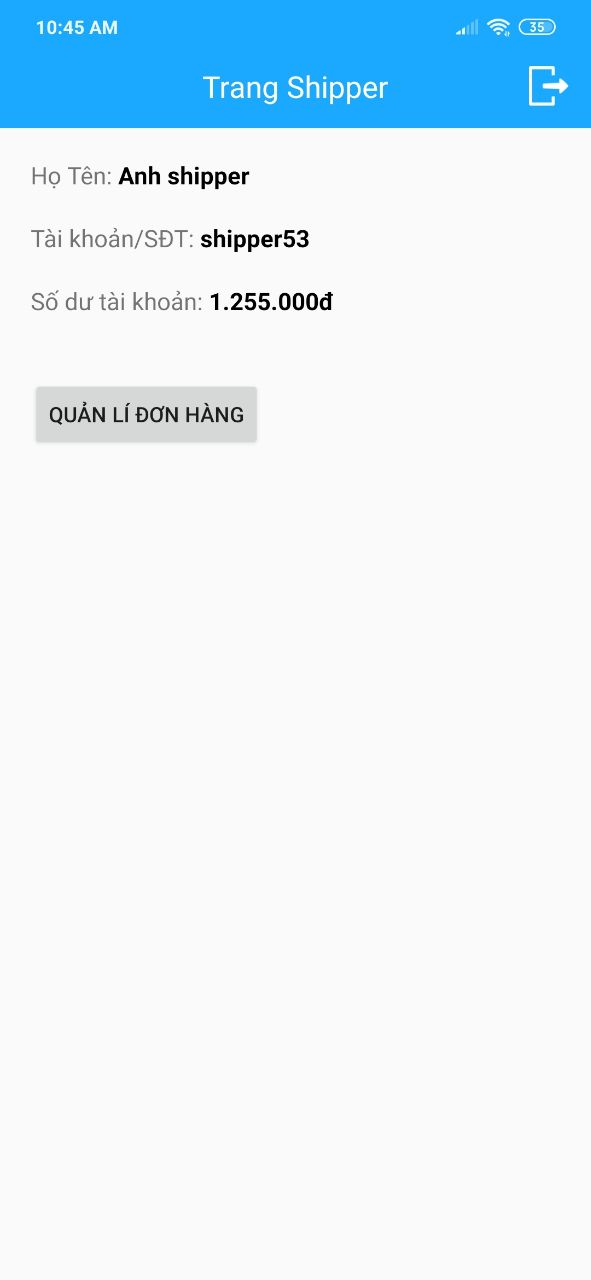 10:45 AM
35
Trang Shipper
Họ Tên: Anh shipper
Tài khoản/SĐT: shipper53
Số dư tài khoản: 1.255.000đ
QUẢN LÍ ĐƠN HÀNG